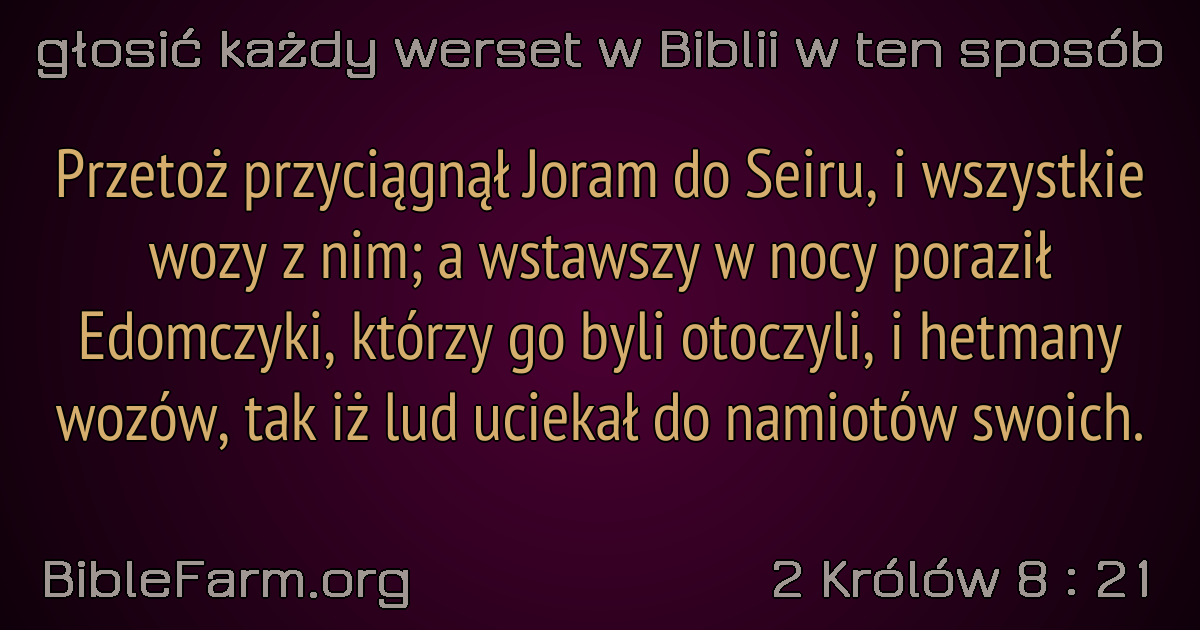 głosić każdy werset w Biblii w ten sposób
Przetoż przyciągnął Joram do Seiru, i wszystkie
wozy z nim; a wstawszy w nocy poraził
Edomczyki, którzy go byli otoczyli, i hetmany
wozów, tak iż lud uciekał do namiotów swoich.
BibleFarm.org
2 Królów 8 : 21